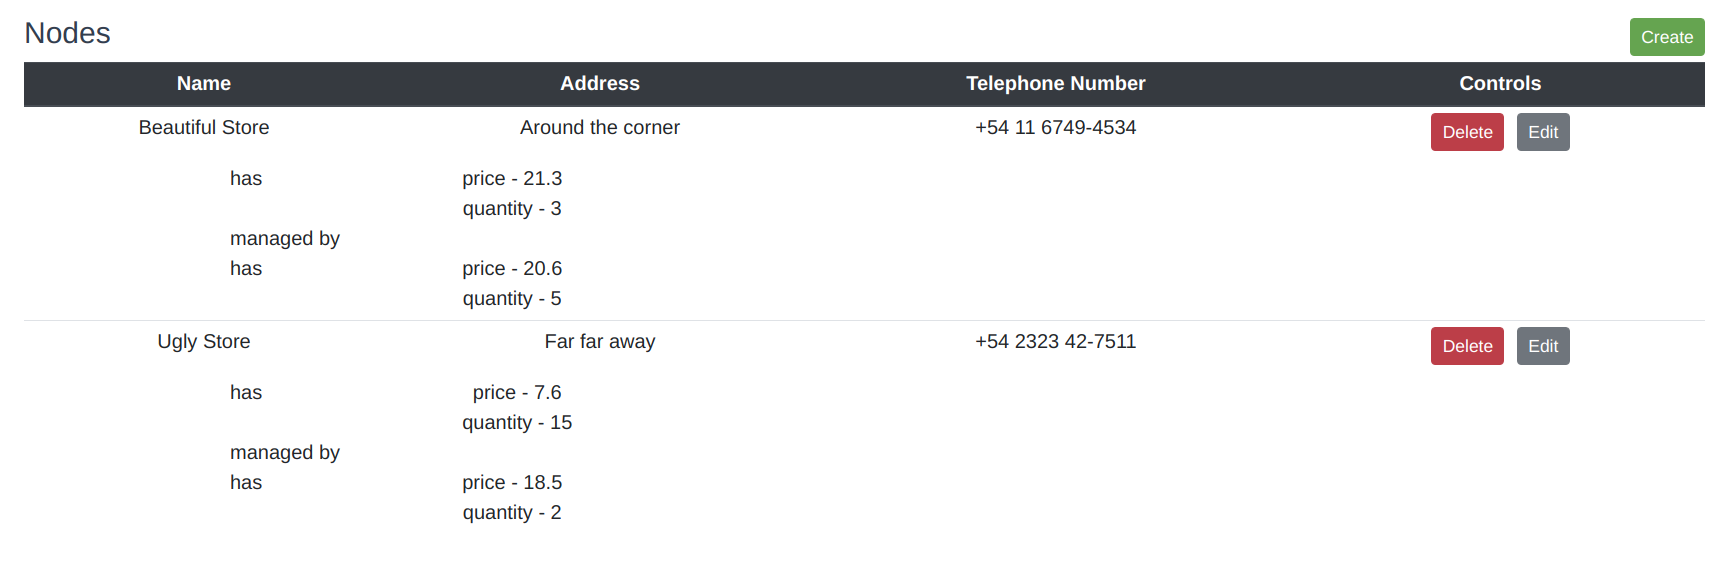 Nodes
Create
Name Address Telephone Number Controls
Beautiful Store Around the corner +54 11 6749-4534 Delete Edit
has price - 21.3
quantity - 3
managed by
has price - 20.6
quantity - 5
Ugly Store Far far away +54 2323 42-7511 Delete Edit
has price - 7.6
quantity - 15
managed by
has price - 18.5
quantity - 2